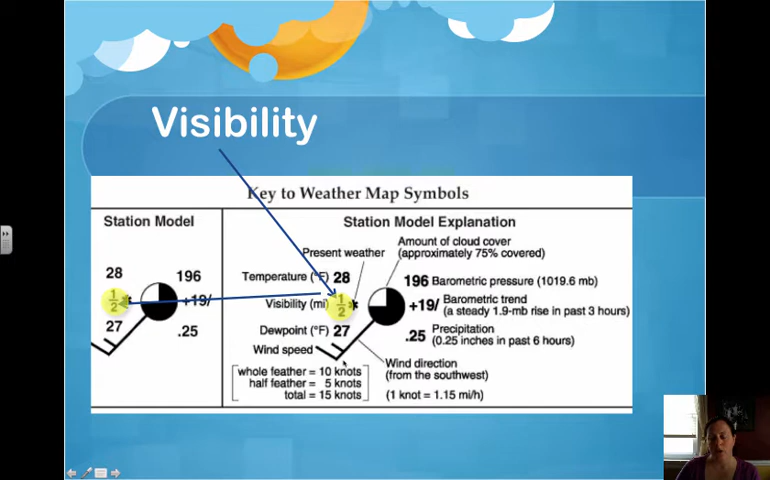 Visibility
Key to Weather Map Symbols
Station Model
28
196
1/2
+19/
27
.25
Station Model Explanation
Amount of cloud cover
(approximately 75% covered)
Present weather
Temperature (°F) 28
196 Barometric pressure (1019.6 mb)
Visibility (mi) 1/2
+19/ Barometric trend
(a steady 1.9-mb rise in past 3 hours)
Dewpoint (°F) 27
.25 Precipitation
(0.25 inches in past 6 hours)
Wind speed
whole feather = 10 knots
half feather = 5 knots
total = 15 knots
Wind direction
(from the southwest)
(1 knot = 1.15 mi/h)